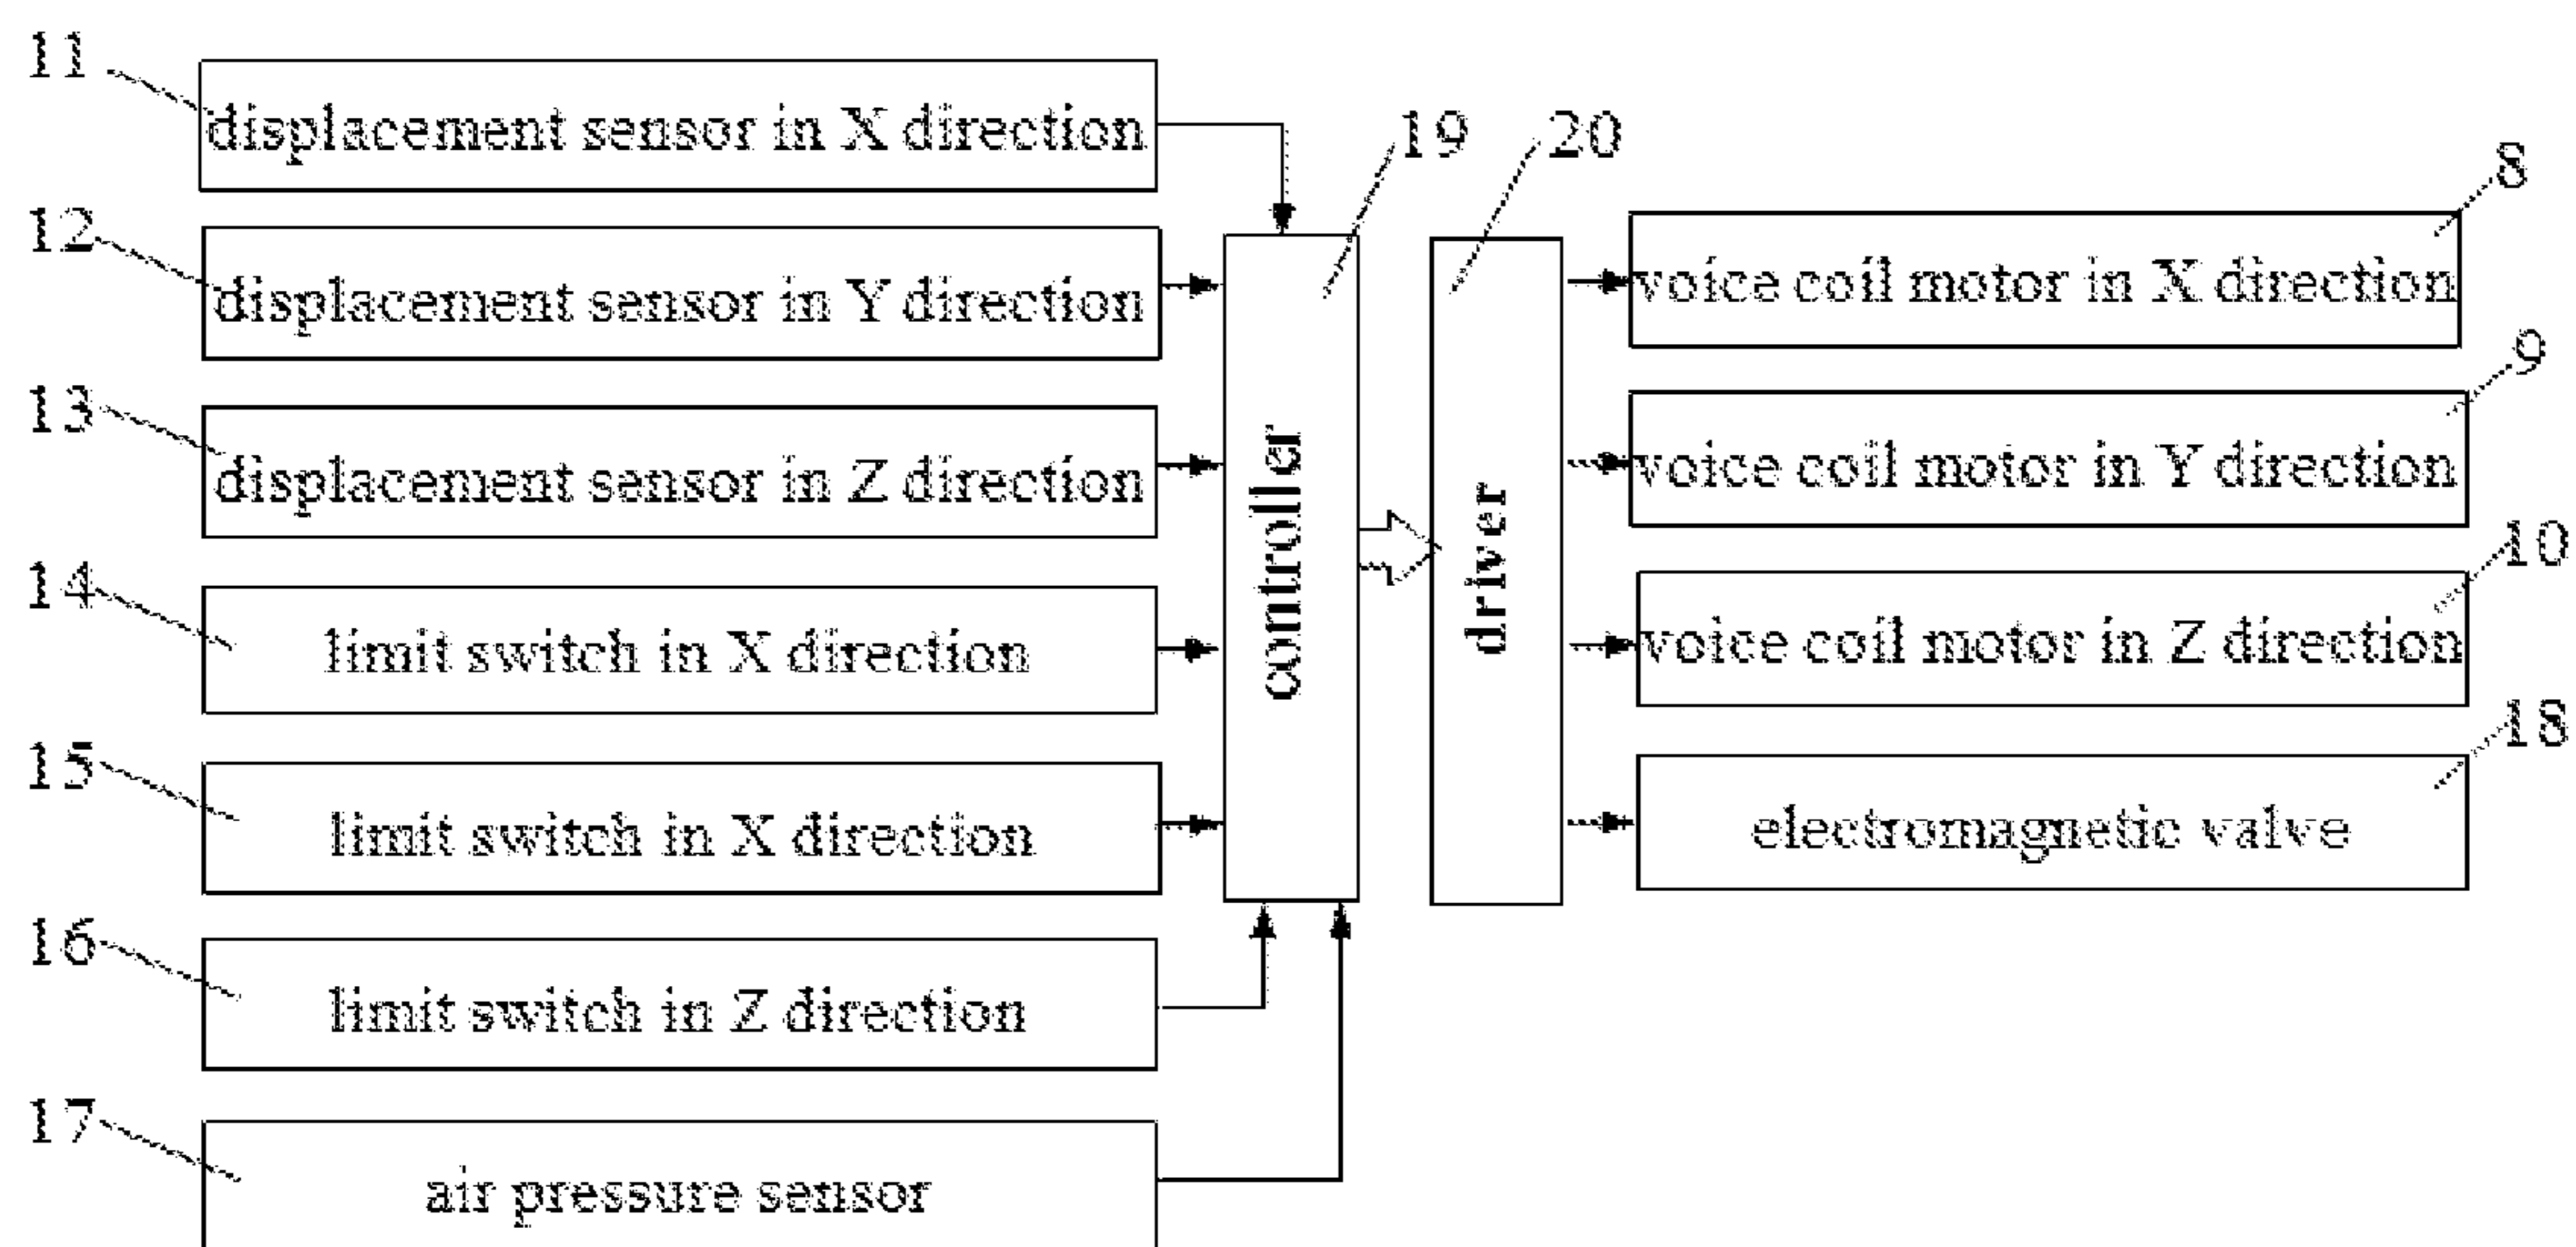 11
displacement sensor in X direction
12
displacement sensor in Y direction
13
displacement sensor in Z direction
14
limit switch in X direction
15
limit switch in X direction
16
limit switch in Z direction
17
air pressure sensor
19
controller
20
driver
8
voice coil motor in X direction
9
voice coil motor in Y direction
10
voice coil motor in Z direction
18
electromagnetic valve